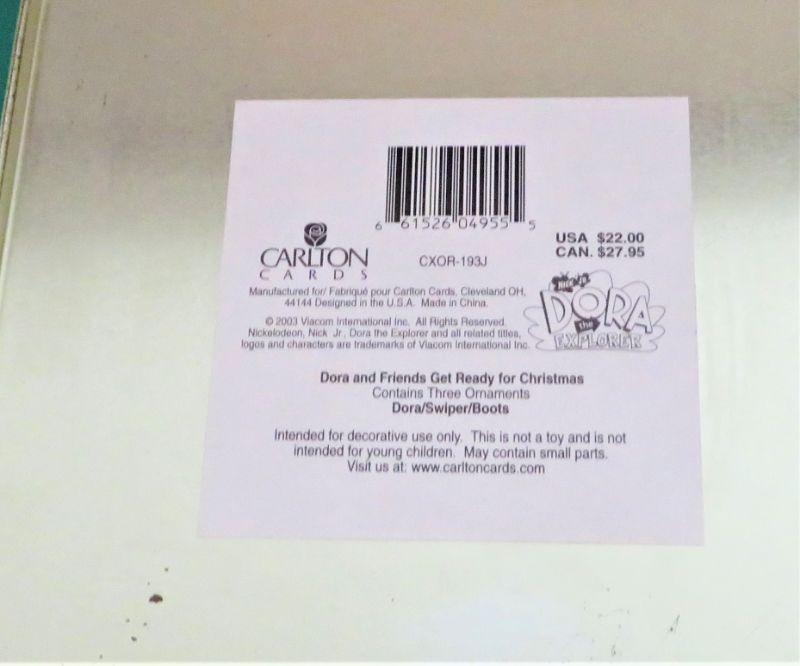 6 61526 04955 5
CARLTON
CARDS
CXOR-193J
USA $22.00
CAN. $27.95
Manufactured for/ Fabriqué pour Carlton Cards, Cleveland OH,
44144 Designed in the U.S.A. Made in China.
© 2003 Viacom International Inc. All Rights Reserved.
Nickelodeon, Nick Jr., Dora the Explorer and all related titles,
logos and characters are trademarks of Viacom International Inc.
NICK JR
DORA
the
EXPLORER
Dora and Friends Get Ready for Christmas
Contains Three Ornaments
Dora/Swiper/Boots
Intended for decorative use only. This is not a toy and is not
intended for young children. May contain small parts.
Visit us at: www.carltoncards.com